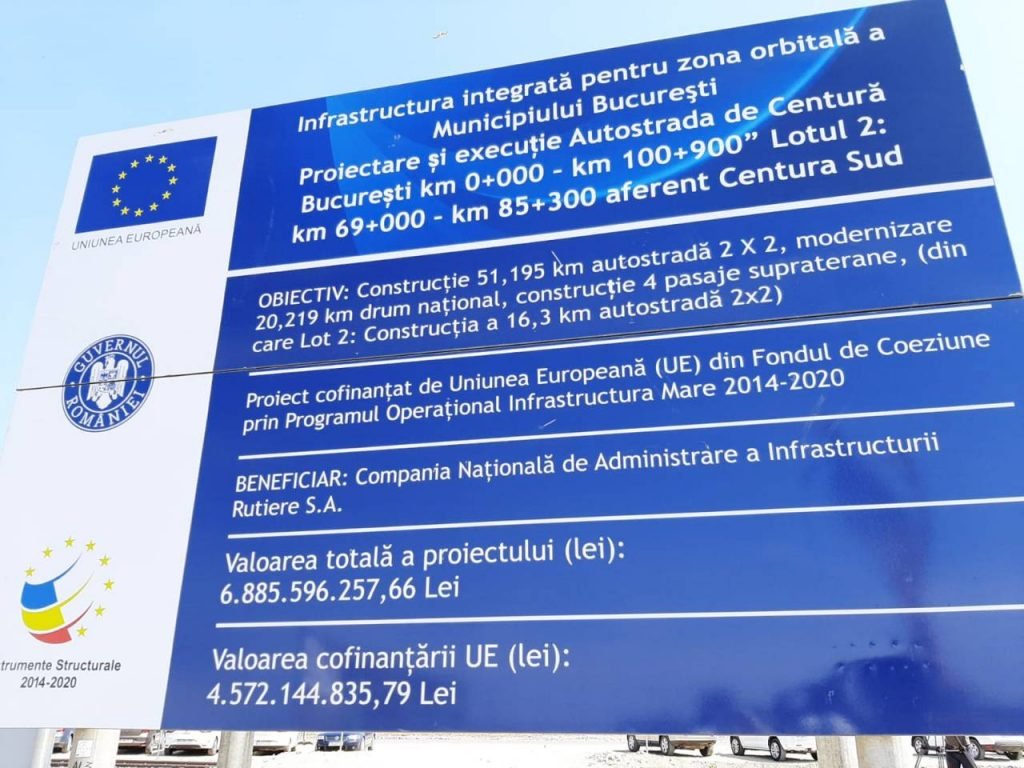 Infrastructura integrată pentru zona orbitală a
Municipiului Bucureşti
Proiectare și execuție Autostrada de Centură
București km 0+000 - km 100+900” Lotul 2:
km 69+000 - km 85+300 aferent Centura Sud
UNIUNEA EUROPEANĂ
OBIECTIV: Construcție 51,195 km autostradă 2 X 2, modernizare
20,219 km drum național, construcție 4 pasaje supraterane, (din
care Lot 2: Construcția a 16,3 km autostradă 2x2)
GUVERNUL
ROMÂNIEI
Proiect cofinanțat de Uniunea Europeană (UE) din Fondul de Coeziune
prin Programul Operațional Infrastructura Mare 2014-2020
BENEFICIAR: Compania Națională de Administrare a Infrastructurii
Rutiere S.A.
Valoarea totală a proiectului (lei):
6.885.596.257,66 Lei
Valoarea cofinanțării UE (lei):
4.572.144.835,79 Lei
trumente Structurale
2014-2020